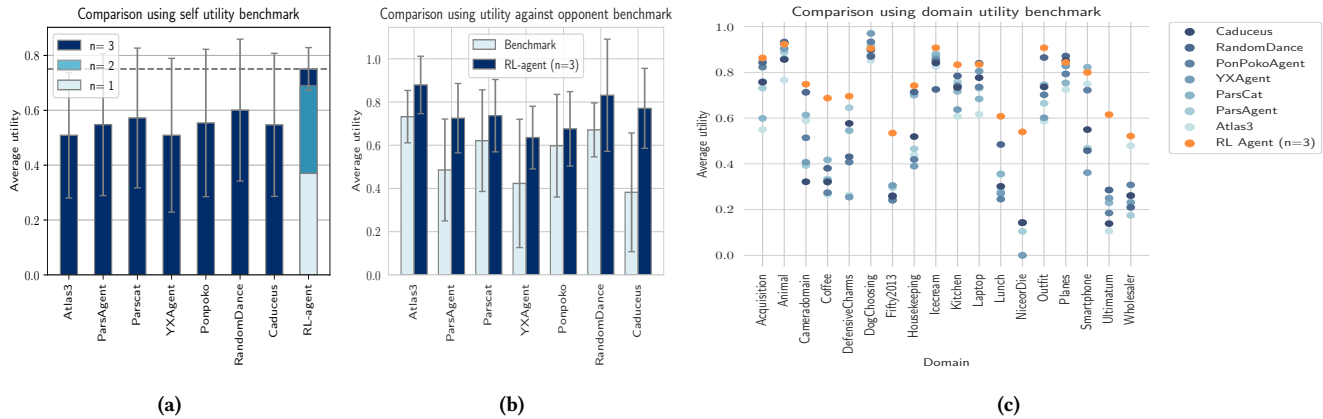 Comparison using self utility benchmark
Average utility
0.8
0.6
0.4
0.2
0.0
n= 3
n= 2
n= 1
Atlas3
ParsAgent
Parscat
YXAgent
Ponpoko
RandomDance
Caduceus
RL-agent
(a)
Comparison using utility against opponent benchmark
Average utility
1.0
0.8
0.6
0.4
0.2
0.0
Benchmark
RL-agent (n=3)
Atlas3
ParsAgent
Parscat
YXAgent
Ponpoko
RandomDance
Caduceus
(b)
Comparison using domain utility benchmark
Average utility
1.0
0.8
0.6
0.4
0.2
0.0
Acquisition
Animal
Cameradomain
Coffee
DefensiveCharms
DogChoosing
Fifty2013
Housekeeping
Icecream
Kitchen
Laptop
Lunch
NiceorDie
Outfit
Planes
Smartphone
Ultimatum
Wholesaler
Domain
Caduceus
RandomDance
PonPokoAgent
YXAgent
ParsCat
ParsAgent
Atlas3
RL Agent (n=3)
(c)